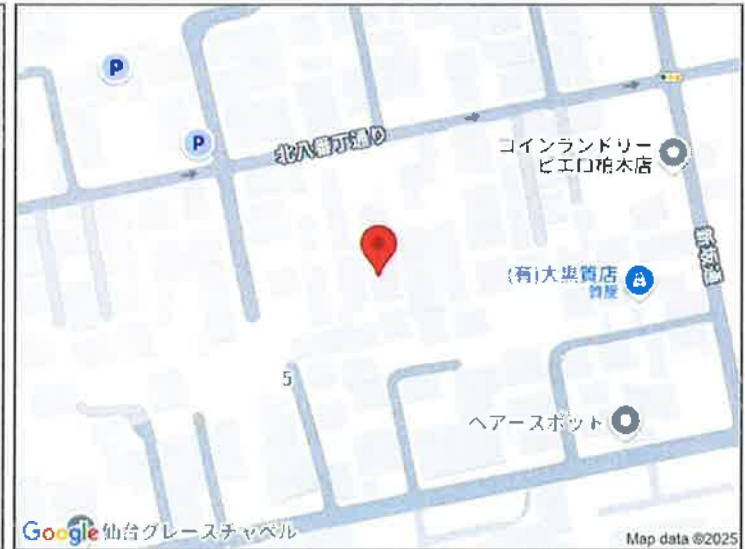 P
P
北八番丁通り
コインランドリー
ピエロ柏木店
新坂通
(有)大黒質店
質屋
5
ヘアースポット
Google
仙台グレースチャペル
Map data ©2025